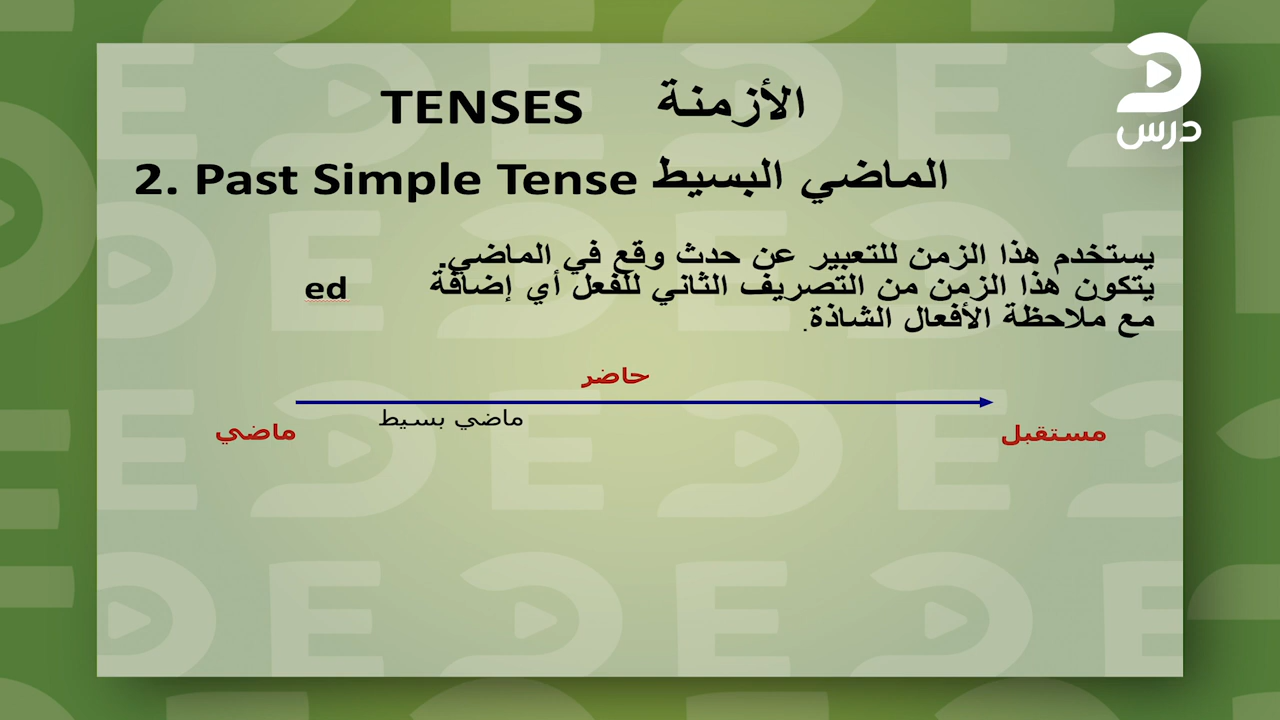 TENSES الأزمنة
درس
2. Past Simple Tense الماضي البسيط
يستخدم هذا الزمن للتعبير عن حدث وقع في الماضي.
يتكون هذا الزمن من التصريف الثاني للفعل أي إضافة ed
مع ملاحظة الأفعال الشاذة.
حاضر
ماضي بسيط
ماضي
مستقبل